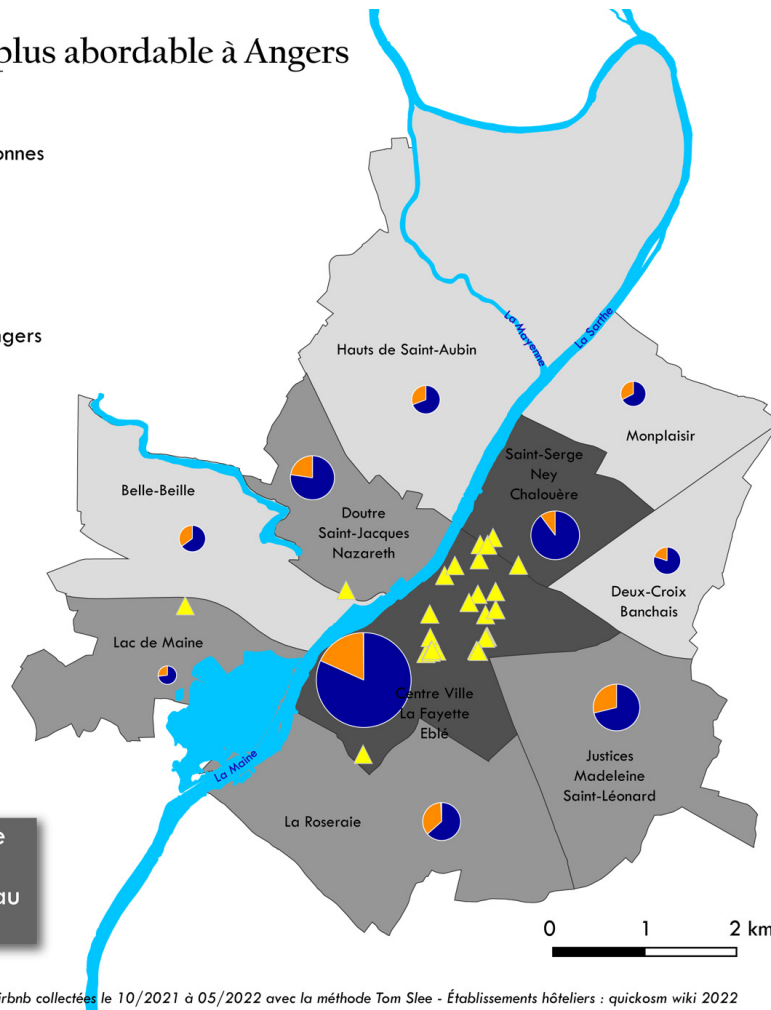 plus abordable à Angers
onnes
ngers
La Mayenne
La Sarthe
Hauts de Saint-Aubin
Monplaisir
Saint-Serge
Ney
Chalouère
Belle-Beille
Doutre
Saint-Jacques
Nazareth
Deux-Croix
Banchais
Lac de Maine
Centre Ville
La Fayette
Eblé
La Maine
Justices
Madeleine
Saint-Léonard
La Roseraie
e
au
0 1 2 km
irbnb collectées le 10/2021 à 05/2022 avec la méthode Tom Slee - Établissements hôteliers : quickosm wiki 2022